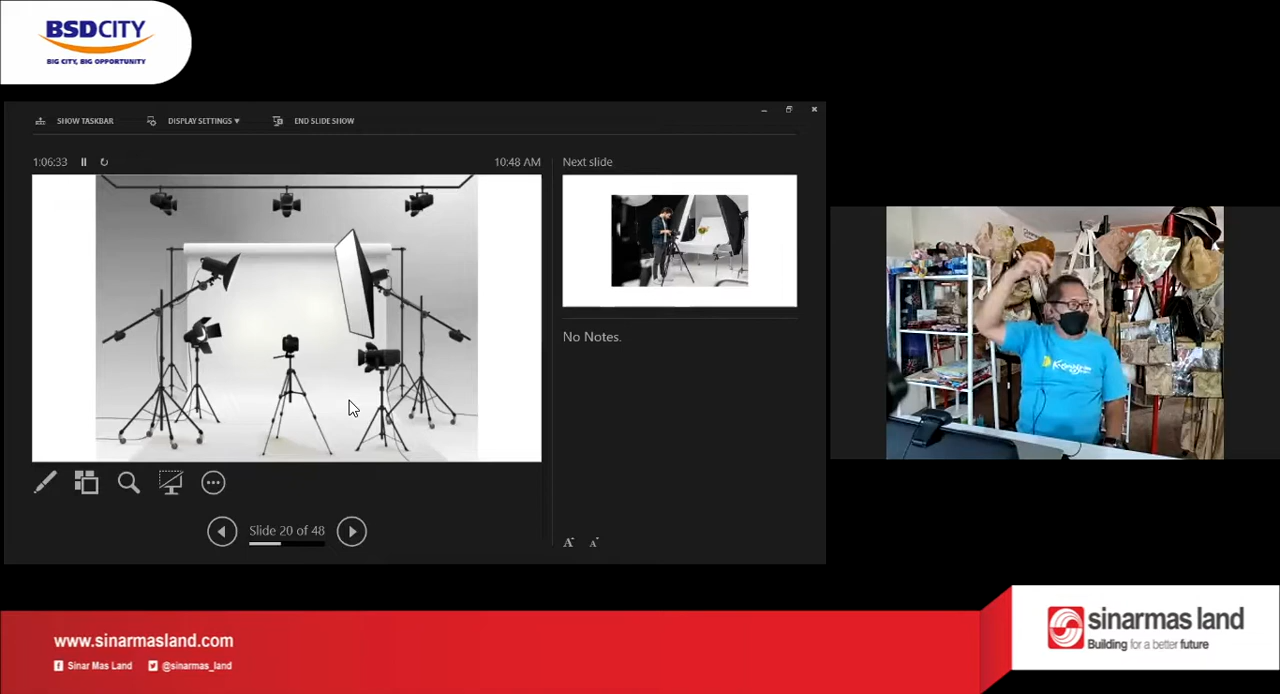 BSDCITY
BIG CITY, BIG OPPORTUNITY
SHOW TASKBAR
DISPLAY SETTINGS ▾
END SLIDE SHOW
1:06:33
10:48 AM
Next slide
No Notes.
Slide 20 of 48
A A
www.sinarmasland.com
Sinar Mas Land @sinarmas_land
sinarmas land
Building for a better future